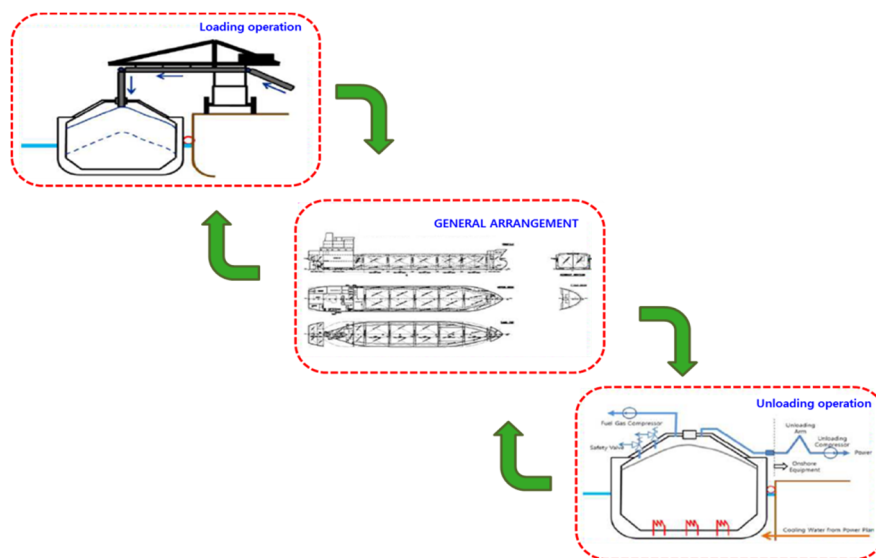 Loading operation
GENERAL ARRANGEMENT
Unloading operation
Fuel Gas Compressor
Unloading
Arm
Unloading
Compressor
Safety Valve
Power
Onshore
Equipment
Cooling Water From Power Plan